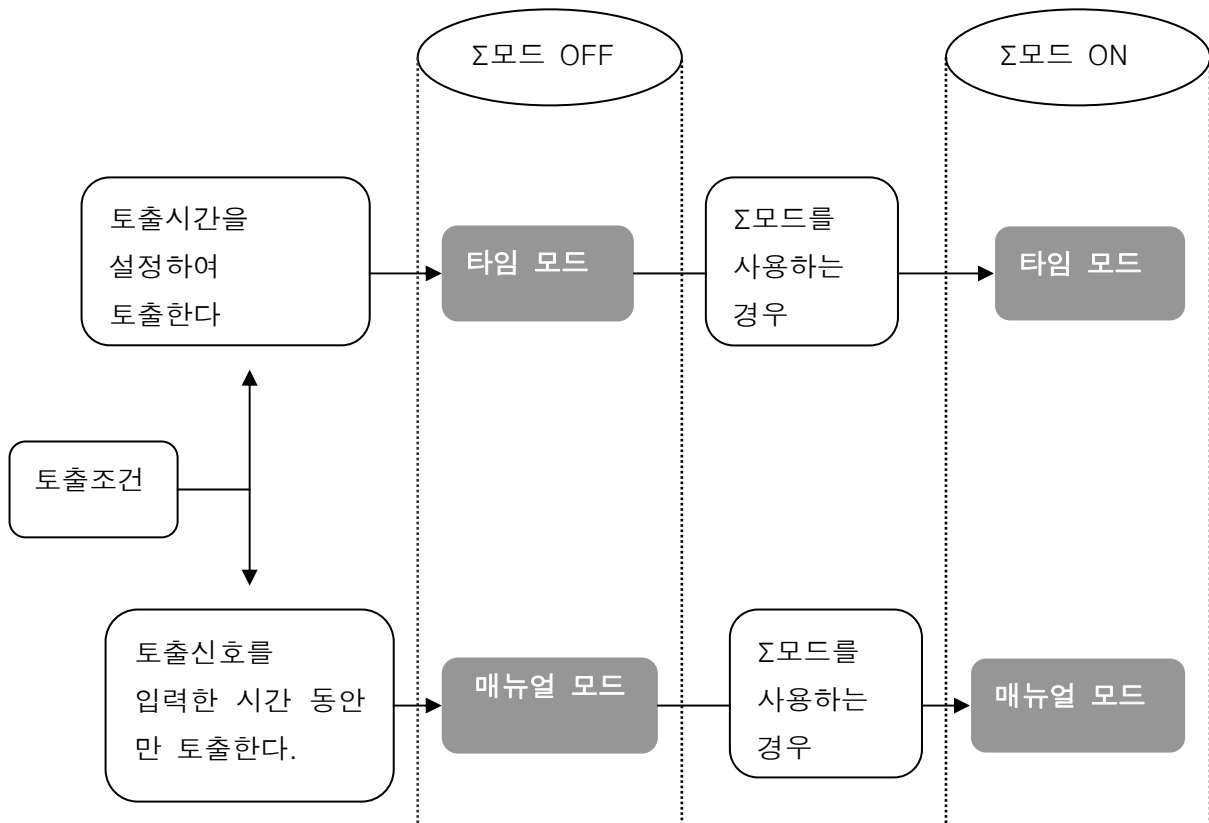 Σ모드 OFF
Σ모드 ON
토출시간을
설정하여
토출한다
타임 모드
Σ모드를
사용하는
경우
타임 모드
토출조건
토출신호를
입력한 시간 동안
만 토출한다.
매뉴얼 모드
Σ모드를
사용하는
경우
매뉴얼 모드